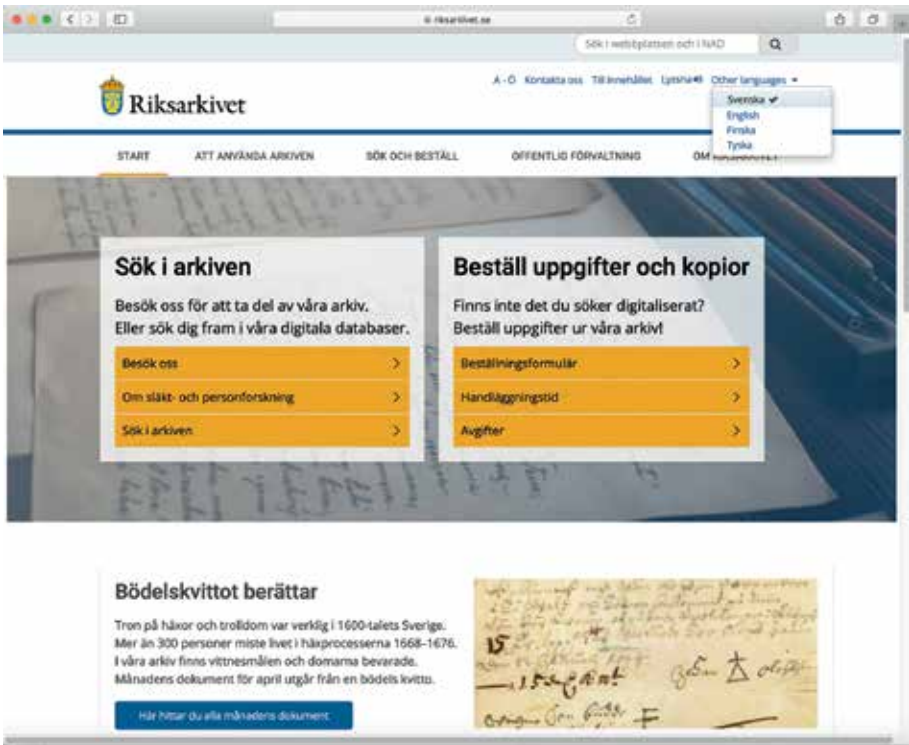 riksarkivet.se
Sök i webbplatsen och i NAD
A - Ö Kontakta oss Till innehållet Lyssna Other languages
Riksarkivet
Svenska ✔
English
Finska
Tyska
START ATT ANVÄNDA ARKIVEN SÖK OCH BESTÄLL OFFENTLIG FÖRVALTNING OM RIKSARKIVET
Sök i arkiven
Besök oss för att ta del av våra arkiv.
Eller sök dig fram i våra digitala databaser.
Besök oss
Om släkt- och personforskning
Sök i arkiven
Beställ uppgifter och kopior
Finns inte det du söker digitaliserat?
Beställ uppgifter ur våra arkiv!
Beställningsformulär
Handläggningstid
Avgifter
Bödelskvittot berättar
Tron på häxor och trolldom var verklig i 1600-talets Sverige.
Mer än 300 personer miste livet i häxprocesserna 1668–1676.
I våra arkiv finns vittnesmålen och domarna bevarade.
Månadens dokument för april utgår från en bödels kvitto.
Här hittar du alla månadens dokument
15